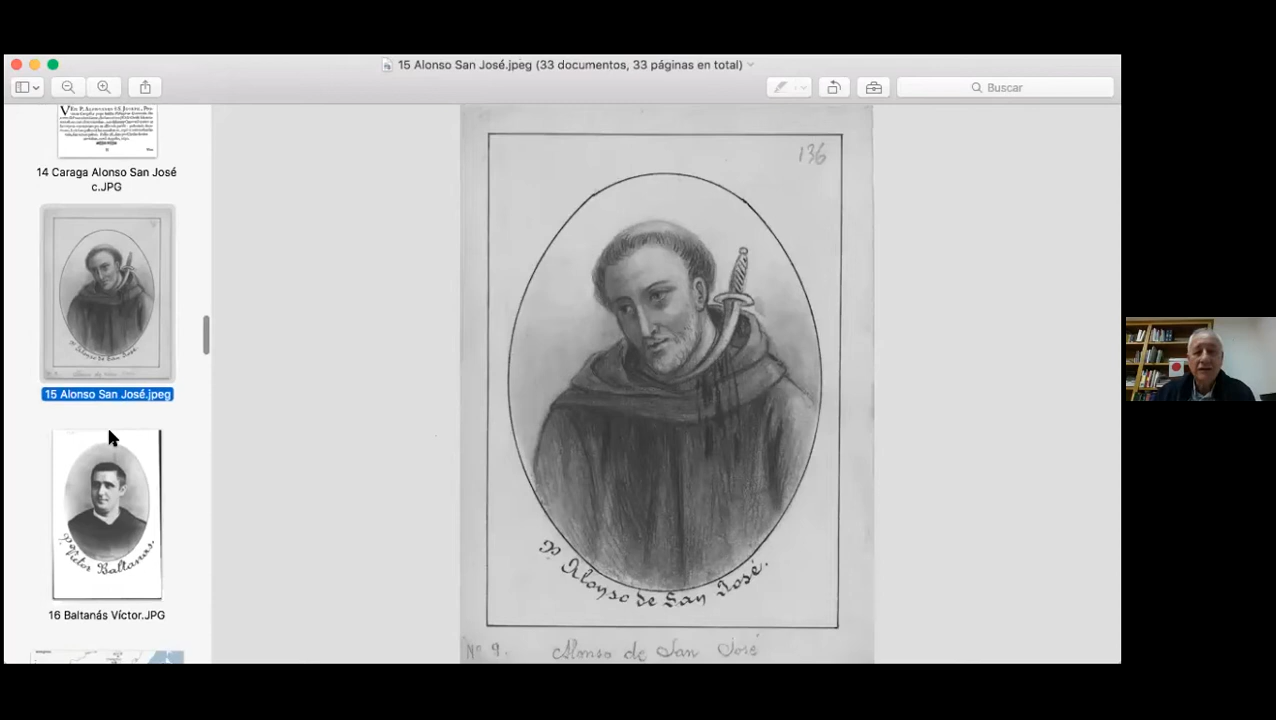 15 Alonso San José.jpeg (33 documentos, 33 páginas en total)
Buscar
14 Caraga Alonso San José
c.JPG
15 Alonso San José.jpeg
Pe Víctor Baltanás.
16 Baltanás Víctor.JPG
136
P. Alonso de San José.
No. 9. Alonso de San José